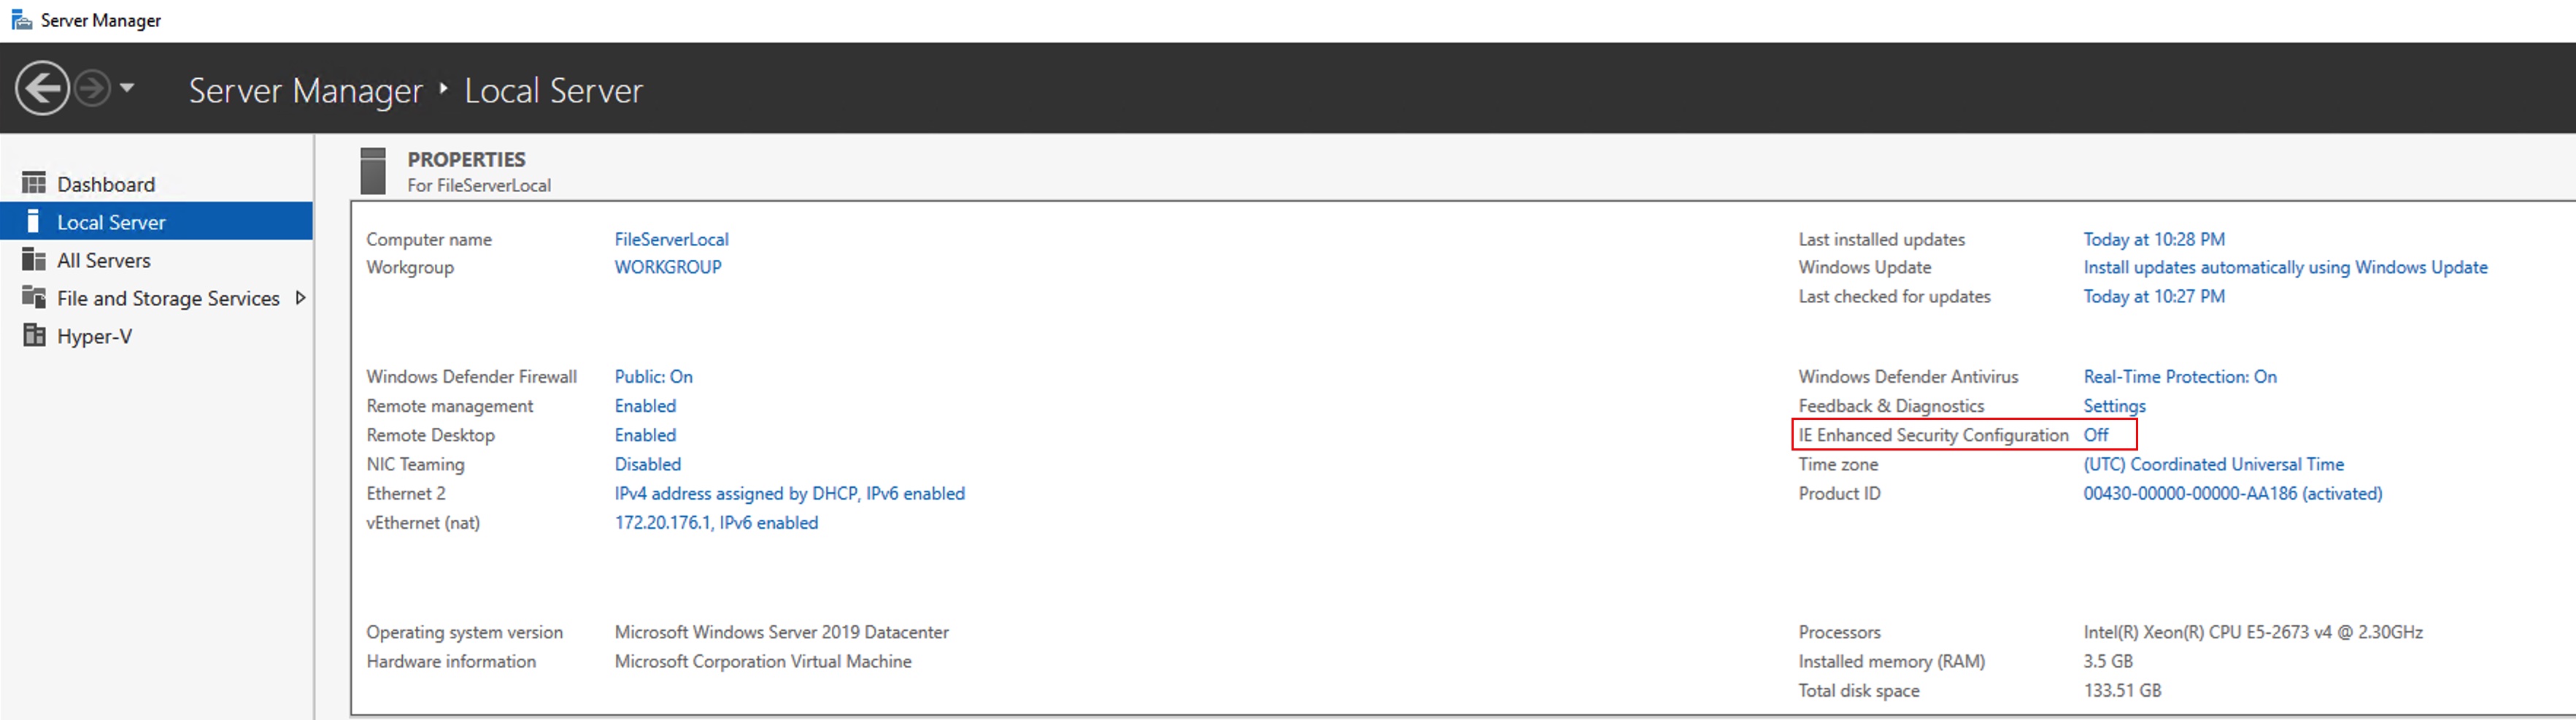 Server Manager
Server Manager ‣ Local Server
Dashboard
Local Server
All Servers
File and Storage Services
Hyper-V
PROPERTIES
For FileServerLocal
Computer name FileServerLocal
Workgroup WORKGROUP
Last installed updates Today at 10:28 PM
Windows Update Install updates automatically using Windows Update
Last checked for updates Today at 10:27 PM
Windows Defender Firewall Public: On
Remote management Enabled
Remote Desktop Enabled
NIC Teaming Disabled
Ethernet 2 IPv4 address assigned by DHCP, IPv6 enabled
vEthernet (nat) 172.20.176.1, IPv6 enabled
Windows Defender Antivirus Real-Time Protection: On
Feedback & Diagnostics Settings
IE Enhanced Security Configuration Off
Time zone (UTC) Coordinated Universal Time
Product ID 00430-00000-00000-AA186 (activated)
Operating system version Microsoft Windows Server 2019 Datacenter
Hardware information Microsoft Corporation Virtual Machine
Processors Intel(R) Xeon(R) CPU E5-2673 v4 @ 2.30GHz
Installed memory (RAM) 3.5 GB
Total disk space 133.51 GB